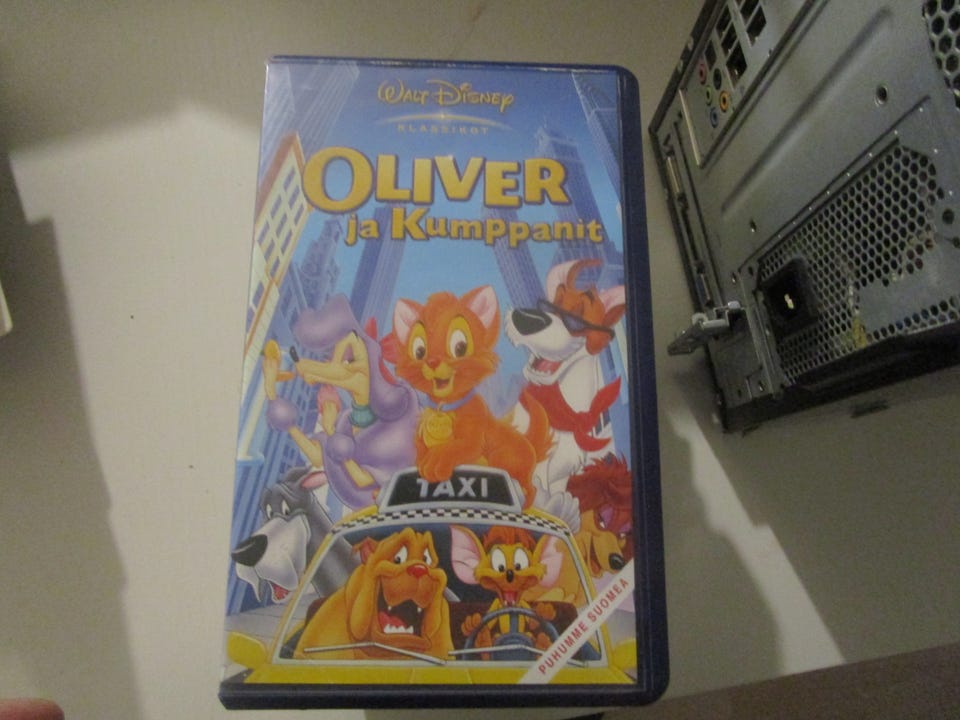 WALT DISNEY
KLASSIKOT
OLIVER
ja Kumppanit
TAXI
PUHUMME SUOMEA